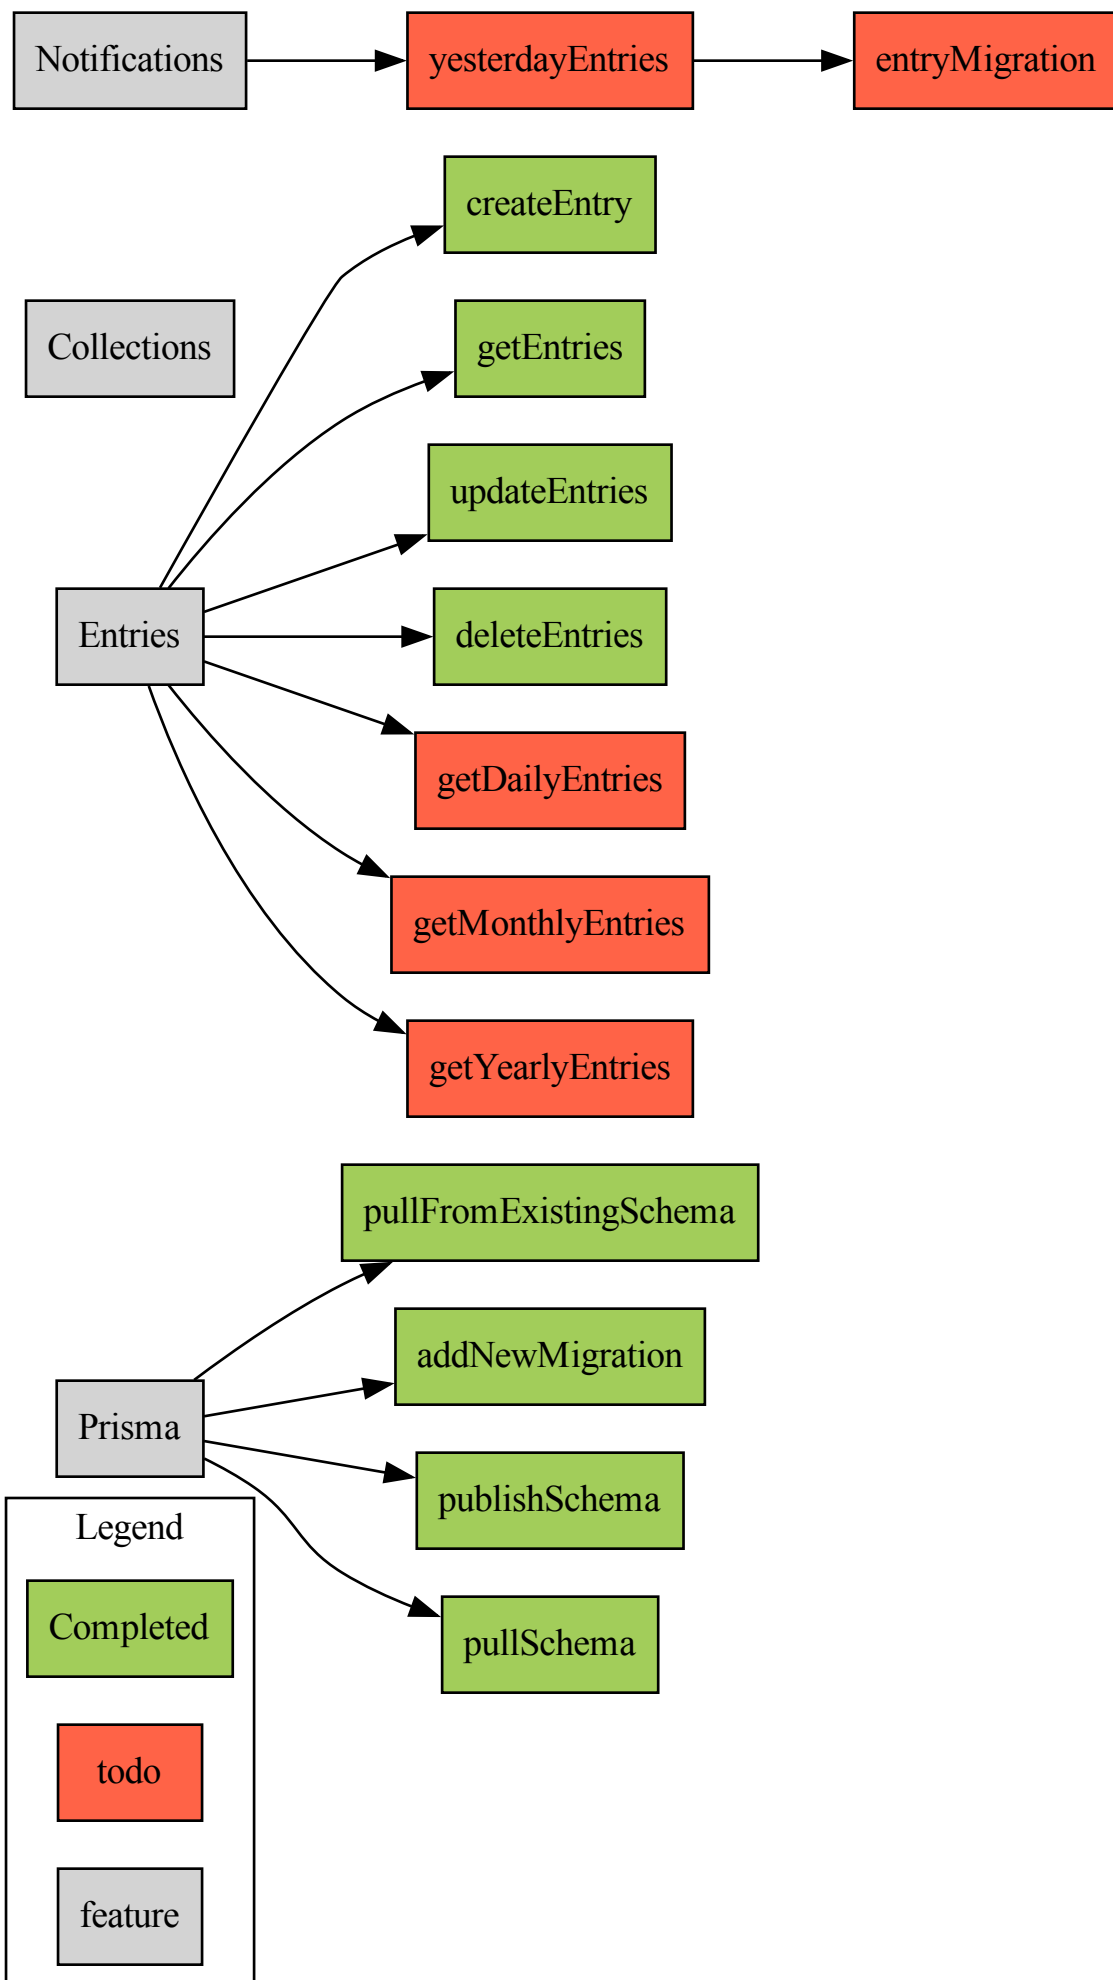 Notifications
yesterdayEntries
entryMigration
createEntry
Collections
getEntries
updateEntries
Entries
deleteEntries
getDailyEntries
getMonthlyEntries
getYearlyEntries
pullFromExistingSchema
addNewMigration
Prisma
publishSchema
pullSchema
Legend
Completed
todo
feature